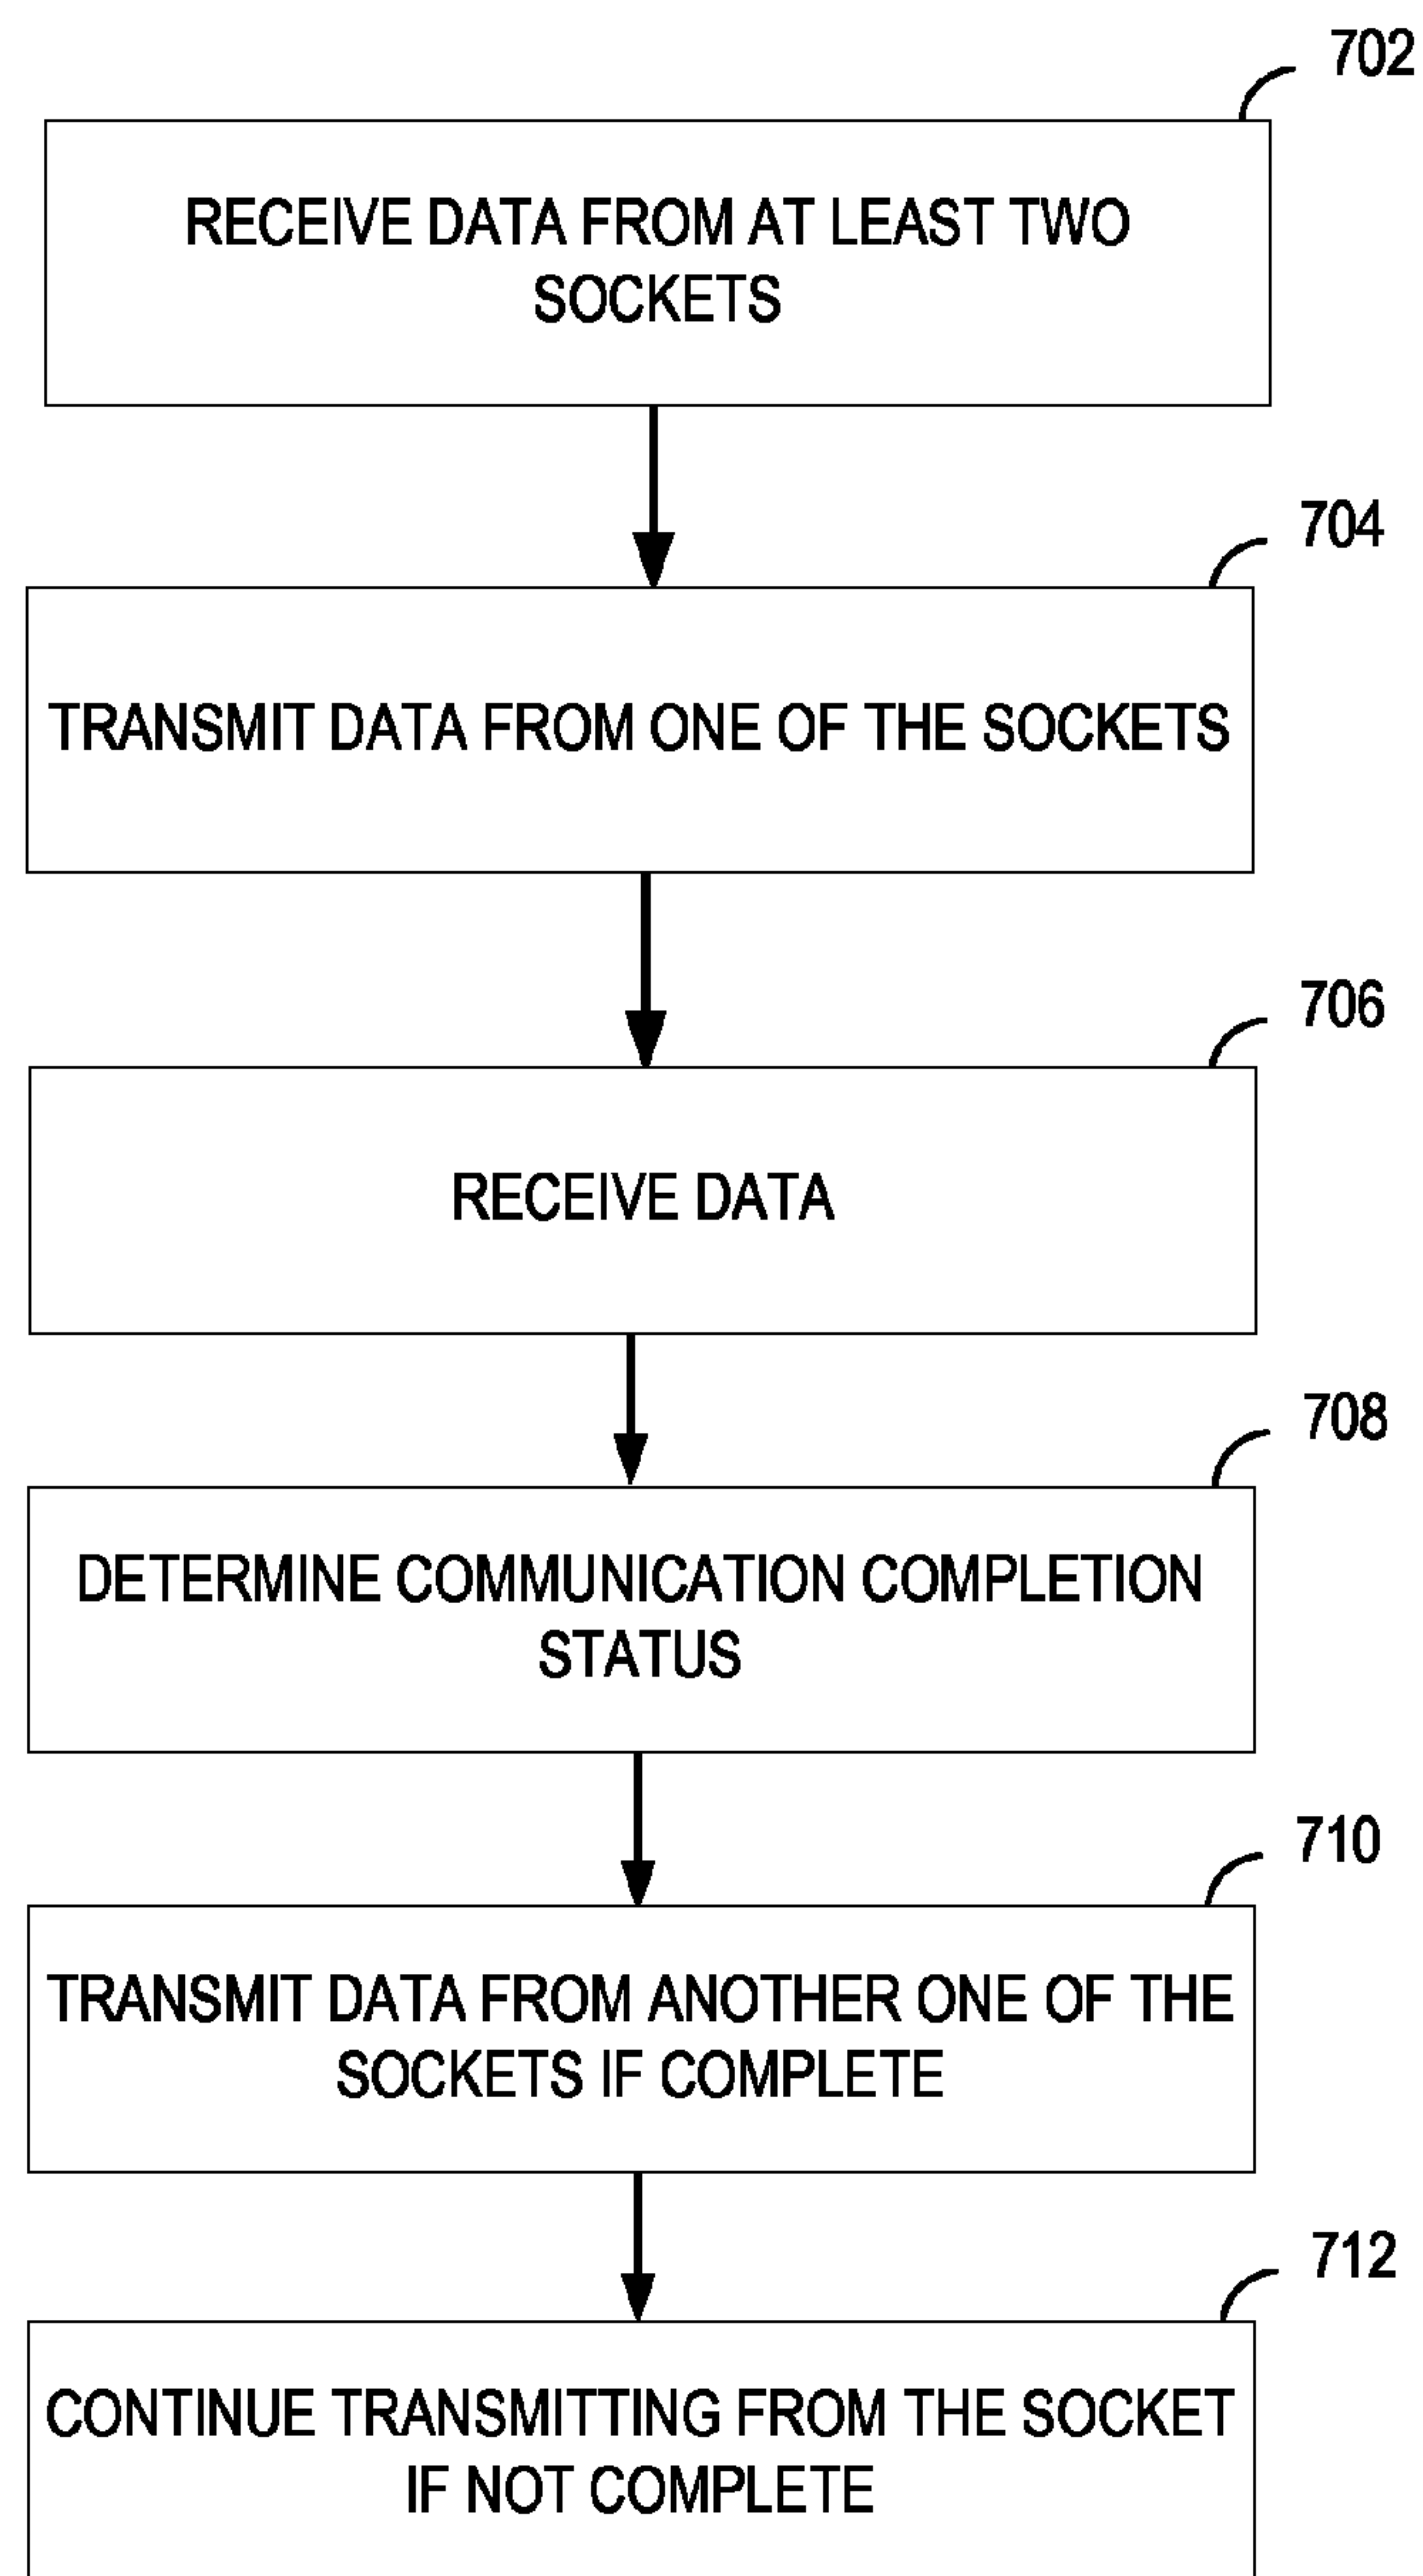 702
RECEIVE DATA FROM AT LEAST TWO
SOCKETS
704
TRANSMIT DATA FROM ONE OF THE SOCKETS
706
RECEIVE DATA
708
DETERMINE COMMUNICATION COMPLETION
STATUS
710
TRANSMIT DATA FROM ANOTHER ONE OF THE
SOCKETS IF COMPLETE
712
CONTINUE TRANSMITTING FROM THE SOCKET
IF NOT COMPLETE